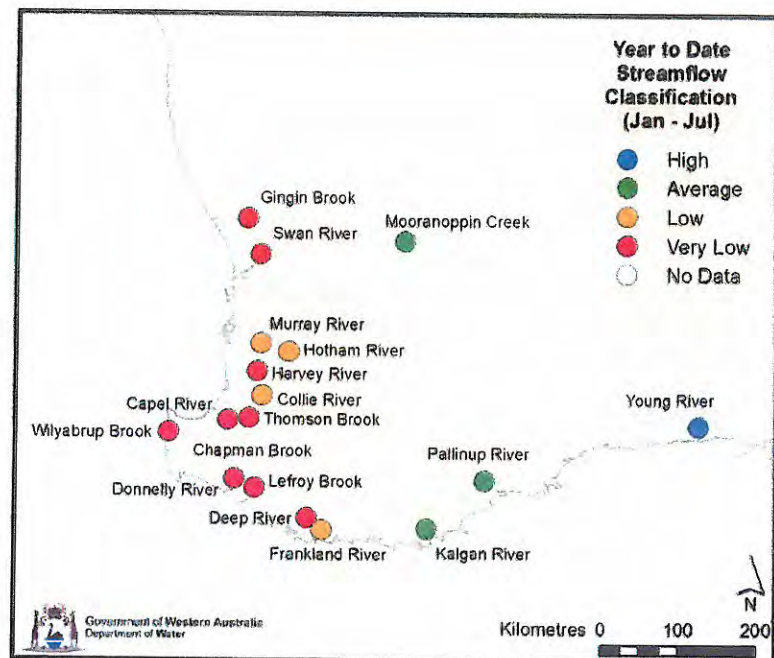 Year to Date
Streamflow
Classification
(Jan - Jul)
High
Average
Low
Very Low
No Data
Gingin Brook
Swan River
Mooranoppin Creek
Murray River
Hotham River
Harvey River
Collie River
Capel River
Thomson Brook
Wilyabrup Brook
Young River
Chapman Brook
Pallinup River
Donnelly River
Lefroy Brook
Deep River
Frankland River
Kalgan River
N
Government of Western Australia
Department of Water
Kilometres 0 100 200